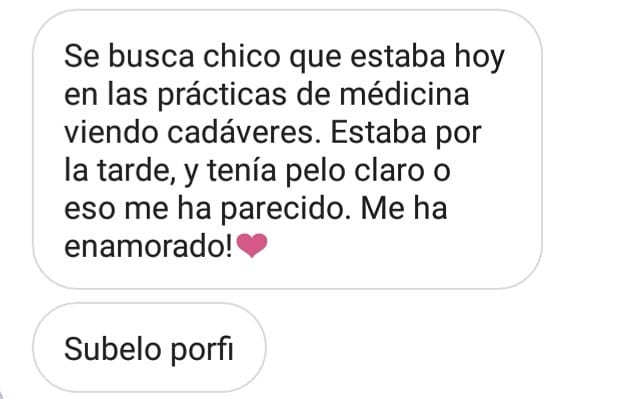 Se busca chico que estaba hoy
en las prácticas de médicina
viendo cadáveres. Estaba por
la tarde, y tenía pelo claro o
eso me ha parecido. Me ha
enamorado!❤
Subelo porfi